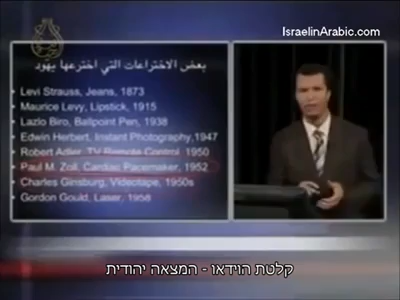 IsraelinArabic.com
بعض الاختراعات التي اخترعها يهود
• Levi Strauss, Jeans, 1873
• Maurice Levy, Lipstick, 1915
• Lazlo Biro, Ballpoint Pen, 1938
• Edwin Herbert, Instant Photography,1947
• Robert Adler, TV Remote Control, 1950
• Paul M. Zoll, Cardiac Pacemaker, 1952
• Charles Ginsburg, Videotape, 1950s
• Gordon Gould, Laser, 1958
קלטת הוידאו - המצאה יהודית